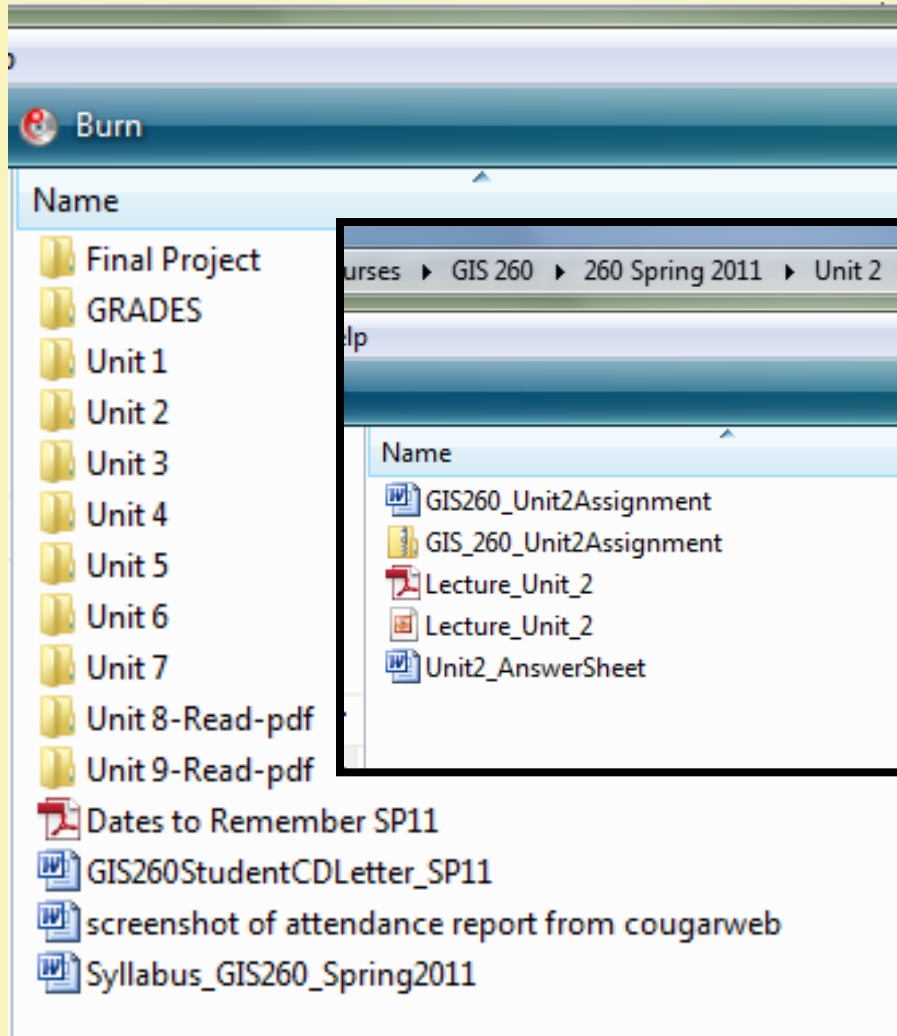 Burn
Name
Final Project
GRADES
Unit 1
Unit 2
Unit 3
Unit 4
Unit 5
Unit 6
Unit 7
Unit 8-Read-pdf
Unit 9-Read-pdf
Dates to Remember SP11
GIS260StudentCDLetter_SP11
screenshot of attendance report from cougarweb
Syllabus_GIS260_Spring2011
urses ▸ GIS 260 ▸ 260 Spring 2011 ▸ Unit 2
elp
Name
GIS260_Unit2Assignment
GIS_260_Unit2Assignment
Lecture_Unit_2
Lecture_Unit_2
Unit2_AnswerSheet